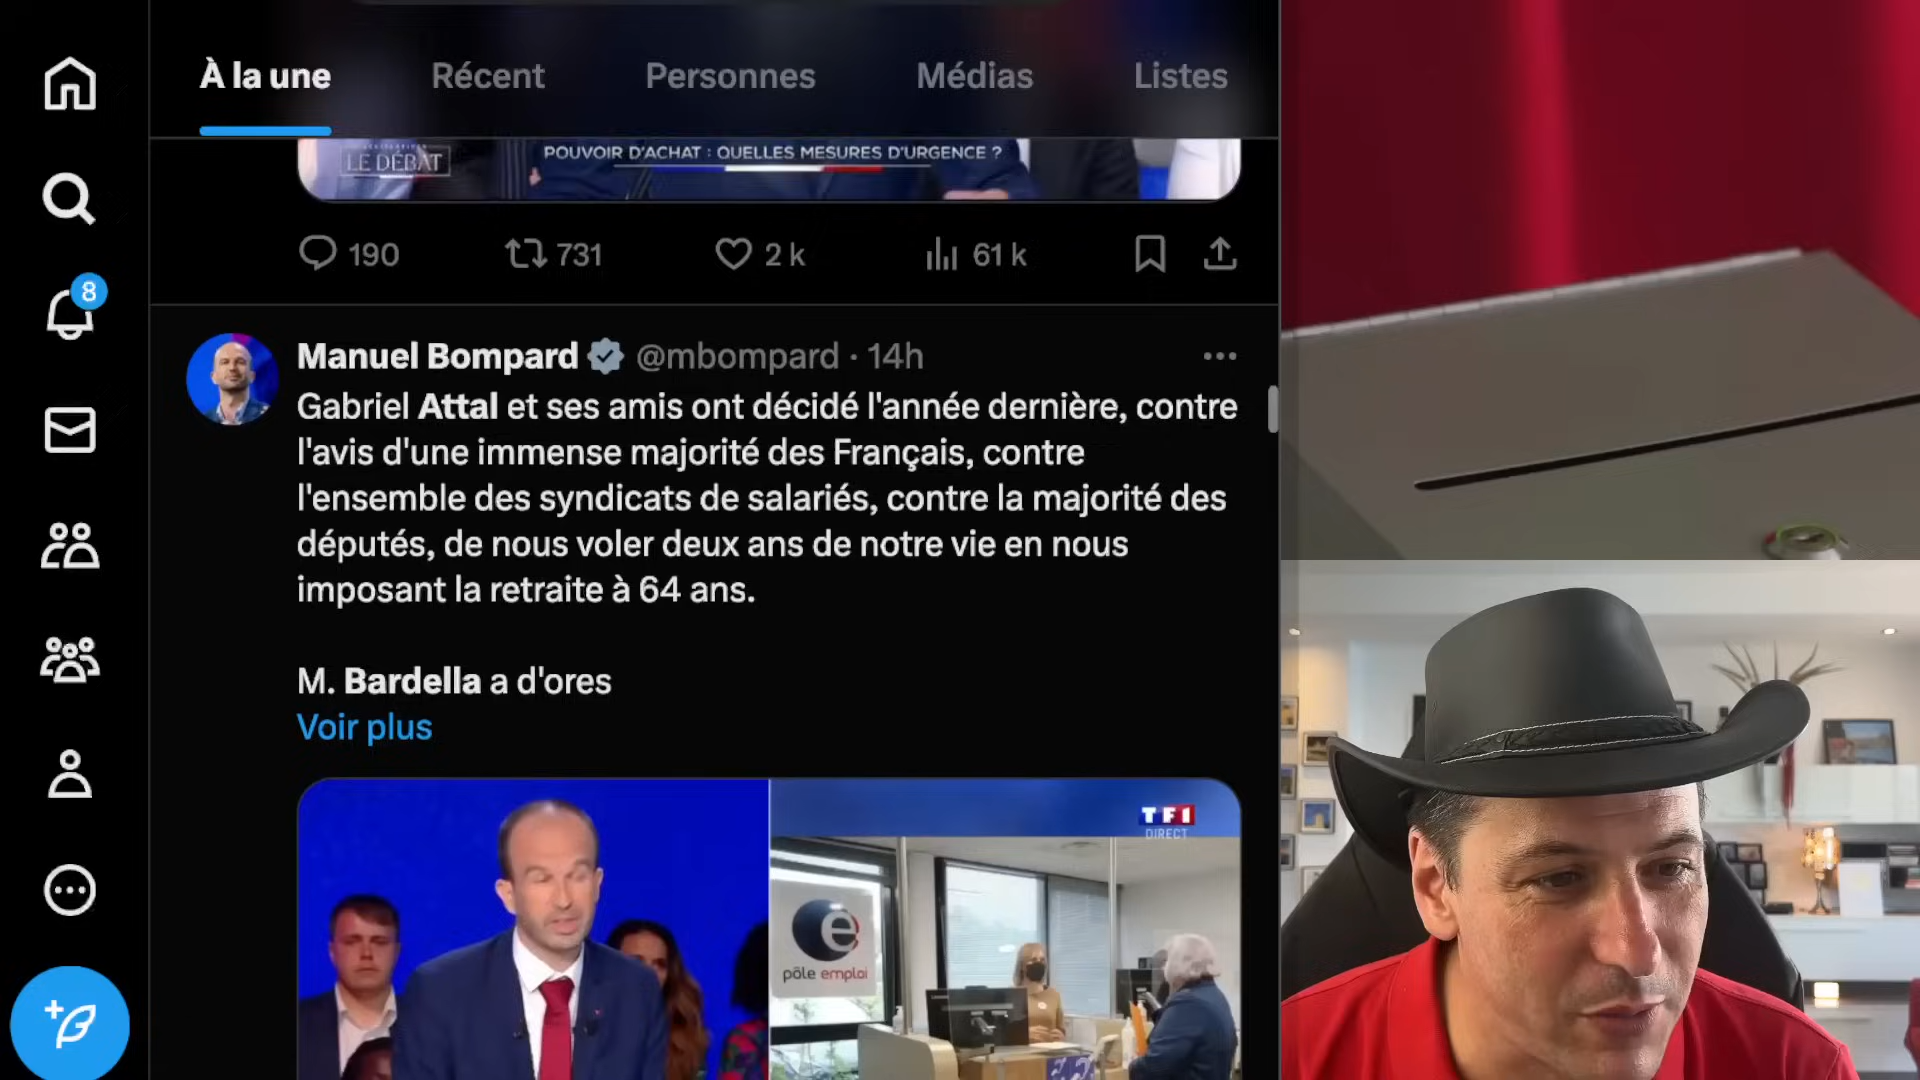 À la une
Récent
Personnes
Médias
Listes
LE DÉBAT
POUVOIR D'ACHAT : QUELLES MESURES D'URGENCE ?
190
731
2 k
61 k
8
Manuel Bompard @mbompard · 14h
Gabriel Attal et ses amis ont décidé l'année dernière, contre
l'avis d'une immense majorité des Français, contre
l'ensemble des syndicats de salariés, contre la majorité des
députés, de nous voler deux ans de notre vie en nous
imposant la retraite à 64 ans.
M. Bardella a d'ores
Voir plus
TF1
DIRECT
e
pôle emploi